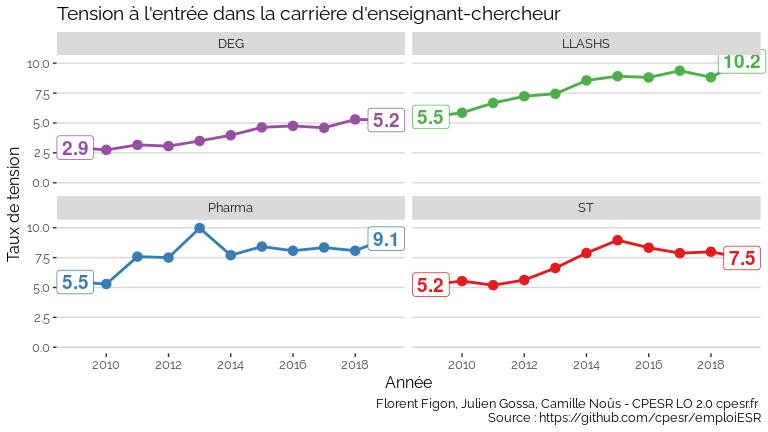 Tension à l'entrée dans la carrière d'enseignant-chercheur
DEG
LLASHS
10.0
7.5
5.0
2.5
0.0
2.9
5.2
5.5
10.2
Taux de tension
Pharma
ST
10.0
7.5
5.0
2.5
0.0
5.5
9.1
5.2
7.5
2010 2012 2014 2016 2018
2010 2012 2014 2016 2018
Année
Florent Figon, Julien Gossa, Camille Noûs - CPESR LO 2.0 cpesr.fr
Source : https://github.com/cpesr/emploiESR